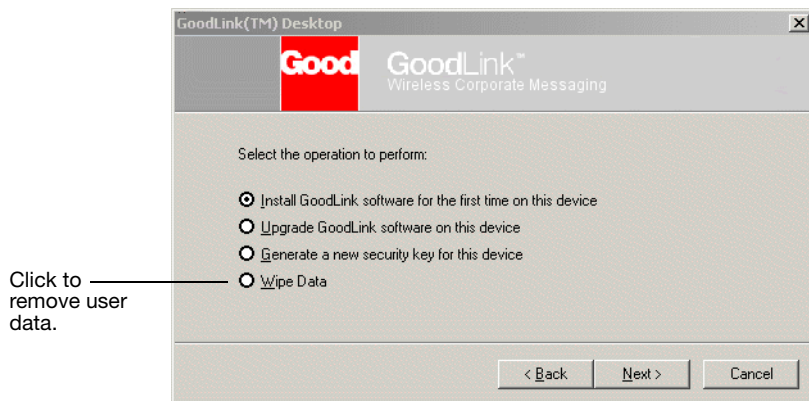 GoodLink(TM) Desktop
Good
GoodLink™
Wireless Corporate Messaging
Select the operation to perform:
Install GoodLink software for the first time on this device
Upgrade GoodLink software on this device
Generate a new security key for this device
Wipe Data
Click to
remove user
data.
< Back
Next >
Cancel